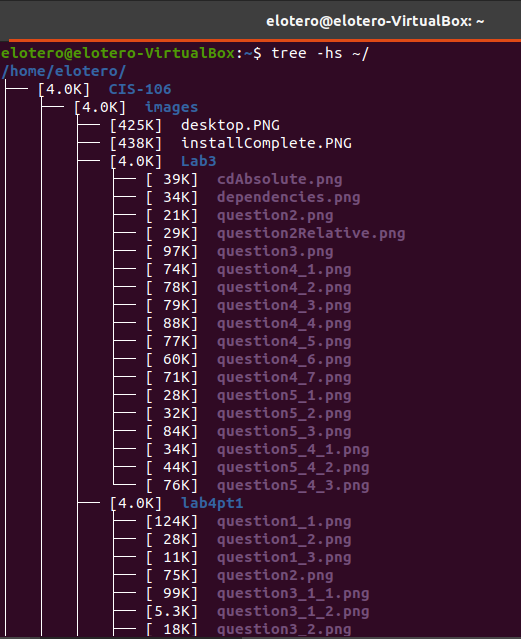 elotero@elotero-VirtualBox: ~
elotero@elotero-VirtualBox:~$ tree -hs ~/
/home/elotero/
├── [4.0K]  CIS-106
│   ├── [4.0K]  images
│   │   ├── [425K]  desktop.PNG
│   │   ├── [438K]  installComplete.PNG
│   │   ├── [4.0K]  Lab3
│   │   │   ├── [ 39K]  cdAbsolute.png
│   │   │   ├── [ 34K]  dependencies.png
│   │   │   ├── [ 21K]  question2.png
│   │   │   ├── [ 29K]  question2Relative.png
│   │   │   ├── [ 97K]  question3.png
│   │   │   ├── [ 74K]  question4_1.png
│   │   │   ├── [ 78K]  question4_2.png
│   │   │   ├── [ 79K]  question4_3.png
│   │   │   ├── [ 88K]  question4_4.png
│   │   │   ├── [ 77K]  question4_5.png
│   │   │   ├── [ 60K]  question4_6.png
│   │   │   ├── [ 71K]  question4_7.png
│   │   │   ├── [ 28K]  question5_1.png
│   │   │   ├── [ 32K]  question5_2.png
│   │   │   ├── [ 84K]  question5_3.png
│   │   │   ├── [ 34K]  question5_4_1.png
│   │   │   ├── [ 44K]  question5_4_2.png
│   │   │   └── [ 76K]  question5_4_3.png
│   │   ├── [4.0K]  lab4pt1
│   │   │   ├── [124K]  question1_1.png
│   │   │   ├── [ 28K]  question1_2.png
│   │   │   ├── [ 11K]  question1_3.png
│   │   │   ├── [ 75K]  question2.png
│   │   │   ├── [ 99K]  question3_1_1.png
│   │   │   ├── [5.3K]  question3_1_2.png
│   │   │   ├── [ 18K]  question3_2.png